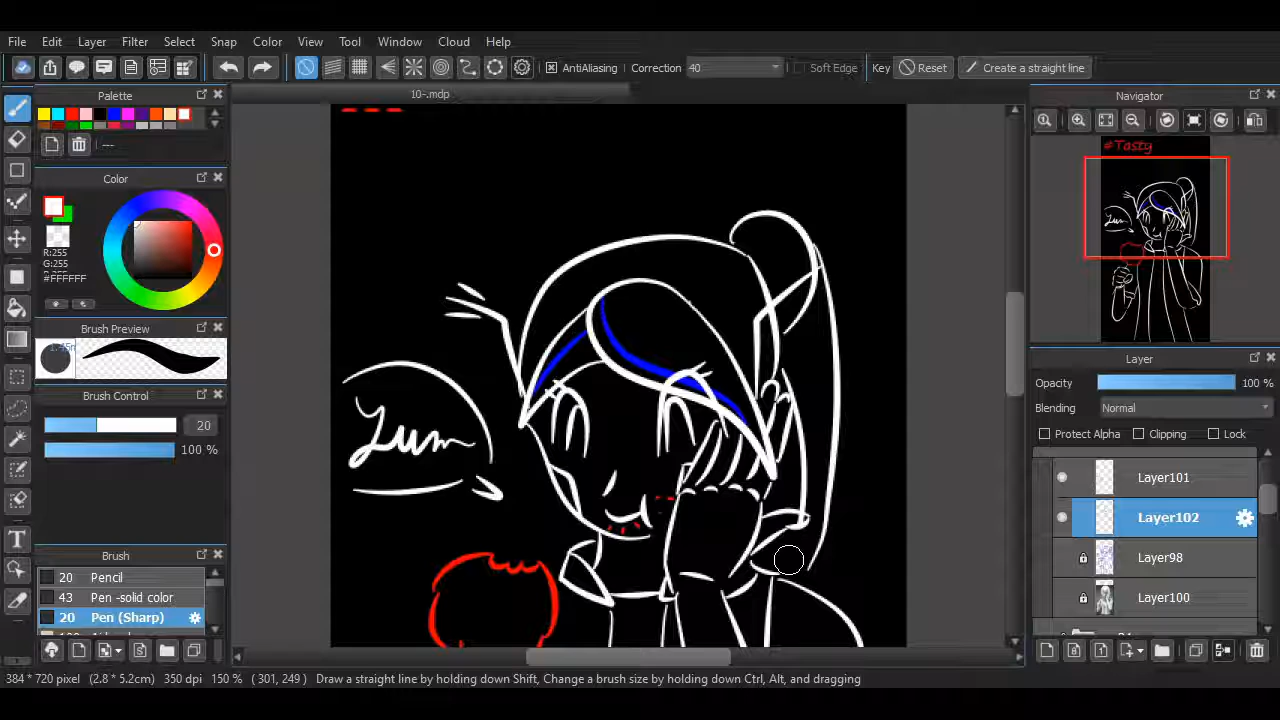 File Edit Layer Filter Select Snap Color View Tool Window Cloud Help
AntiAliasing Correction 40 Soft Edge Key Reset Create a straight line
Palette
10-.mdp
Navigator
---
#Tasty
Color
Yum
R:255
G:255
#FFFFFF
Brush Preview
Layer
Opacity 100 %
Brush Control
Blending Normal
20
Protect Alpha Clipping Lock
100 %
Layer101
Layer102
Brush
Layer98
20 Pencil
43 Pen -solid color
Layer100
20 Pen (Sharp)
384 * 720 pixel (2.8 * 5.2cm) 350 dpi 150 % ( 301, 249 ) Draw a straight line by holding down Shift, Change a brush size by holding down Ctrl, Alt, and dragging